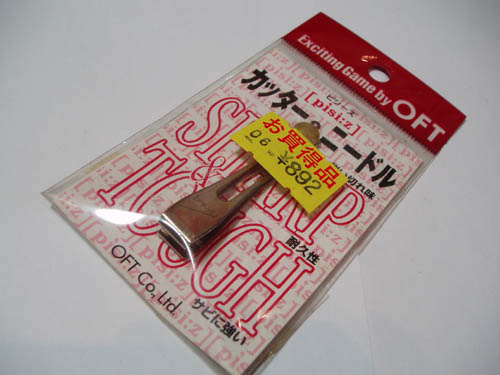 Exciting Game by OFT
ピシーズ
[pisi:z]
カッター&ニードル
お買得品
06
¥892
切れ味
SHARP
&
TOUGH
耐久性
サビに強い
OFT Co., Ltd.